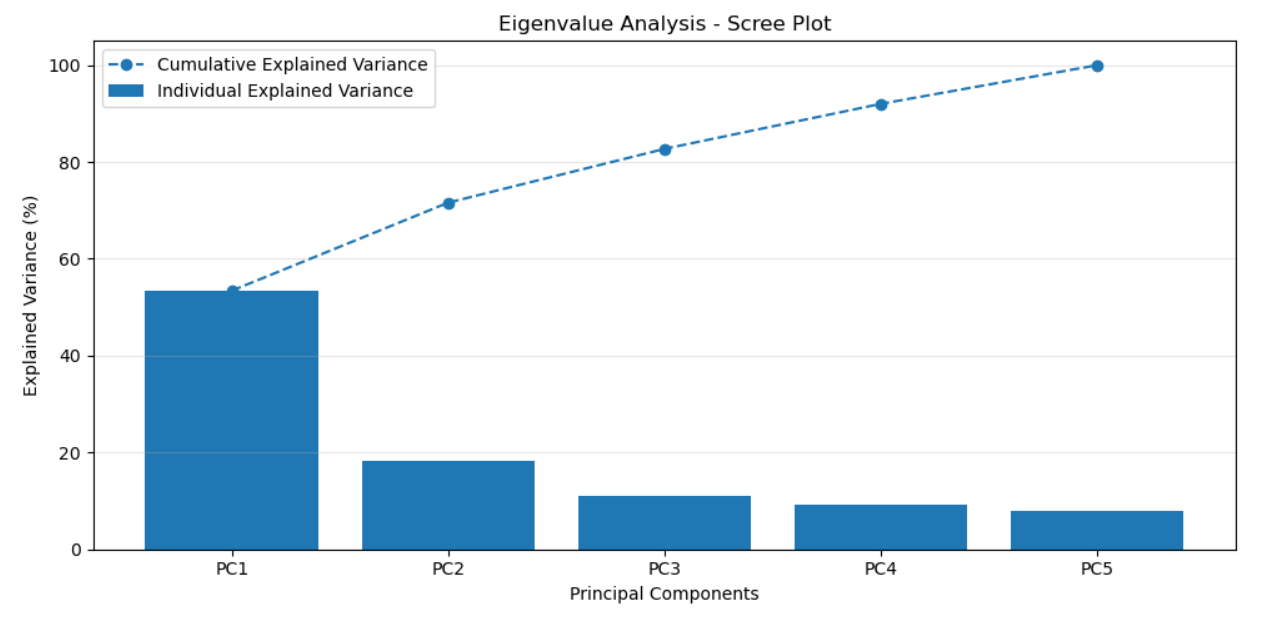 Eigenvalue Analysis - Scree Plot
Cumulative Explained Variance
Individual Explained Variance
Explained Variance (%)
100
80
60
40
20
0
PC1 PC2 PC3 PC4 PC5
Principal Components